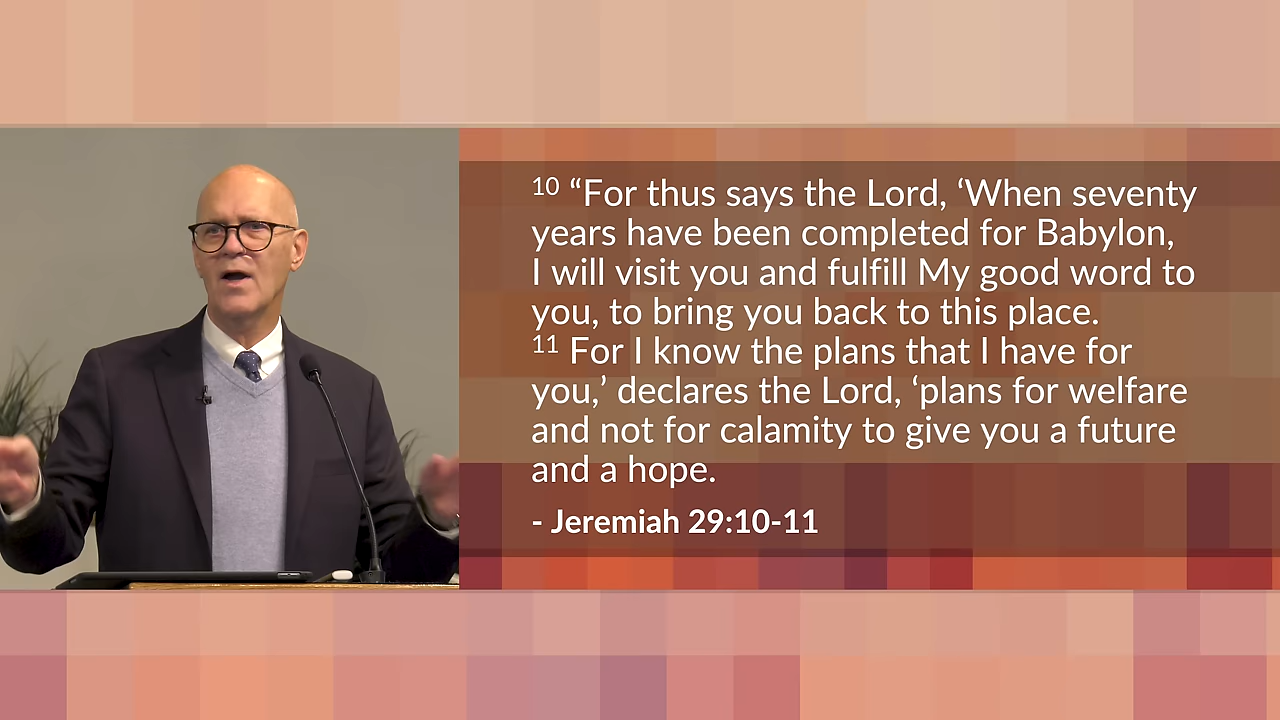 10 “For thus says the Lord, ‘When seventy
years have been completed for Babylon,
I will visit you and fulfill My good word to
you, to bring you back to this place.
11 For I know the plans that I have for
you,’ declares the Lord, ‘plans for welfare
and not for calamity to give you a future
and a hope.
- Jeremiah 29:10-11